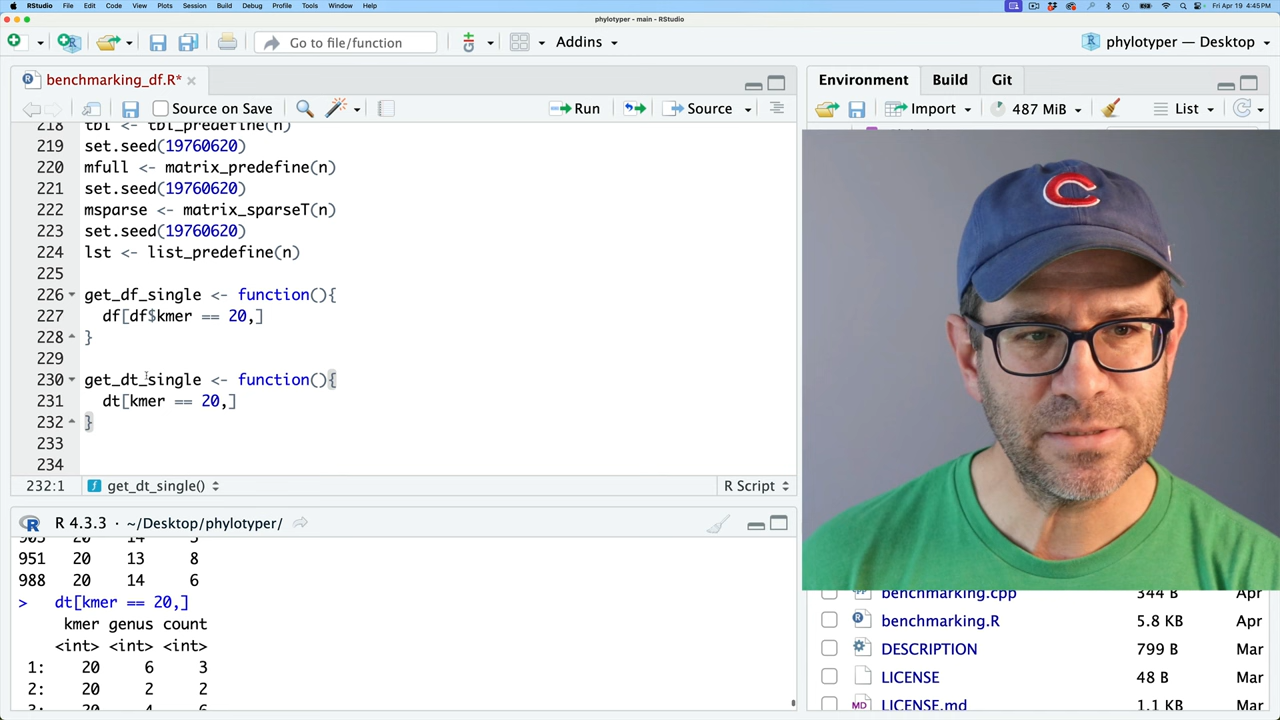 RStudio File Edit Code View Plots Session Build Debug Profile Tools Window Help Fri Apr 19 4:45 PM
phylotyper - main - RStudio
Go to file/function Addins phylotyper — Desktop
benchmarking_df.R*
Source on Save Run Source
218 tbl <- tbl_predefine(n)
219 set.seed(19760620)
220 mfull <- matrix_predefine(n)
221 set.seed(19760620)
222 msparse <- matrix_sparseT(n)
223 set.seed(19760620)
224 lst <- list_predefine(n)
225
226 get_df_single <- function(){
227 df[df$kmer == 20,]
228 }
229
230 get_dt_single <- function(){
231 dt[kmer == 20,]
232 }
233
234
232:1 get_dt_single() R Script
R 4.3.3 · ~/Desktop/phylotyper/
951 20 13 8
988 20 14 6
> dt[kmer == 20,]
kmer genus count
<int> <int> <int>
1: 20 6 3
2: 20 2 2
3: 20 4 6
Environment Build Git
Import 487 MiB List
C
benchmarking.cpp 344 B Apr
benchmarking.R 5.8 KB Apr
DESCRIPTION 799 B Mar
LICENSE 48 B Mar
LICENSE.md 1.1 KB Mar